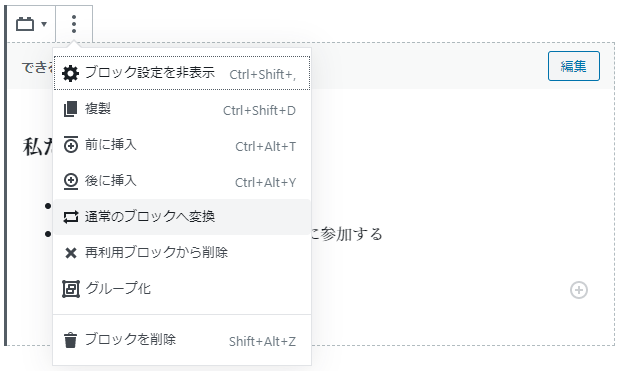 でき
編集
ブロック設定を非表示 Ctrl+Shift+,
複製 Ctrl+Shift+D
前に挿入 Ctrl+Alt+T
私
後に挿入 Ctrl+Alt+Y
通常のブロックへ変換
に参加する
再利用ブロックから削除
グループ化
ブロックを削除 Shift+Alt+Z